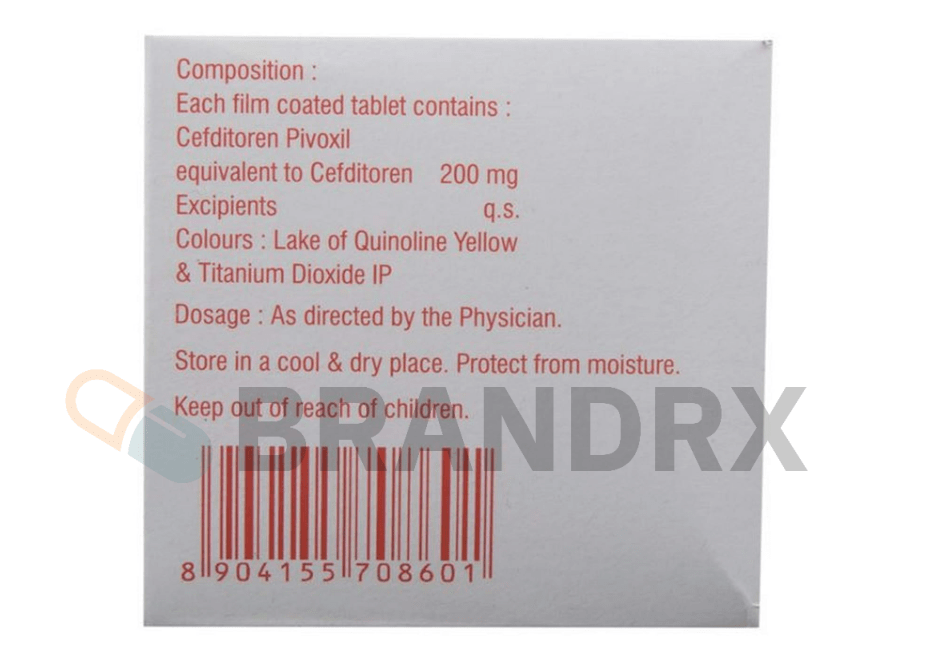 Composition :
Each film coated tablet contains :
Cefditoren Pivoxil
equivalent to Cefditoren 200 mg
Excipients q.s.
Colours : Lake of Quinoline Yellow
& Titanium Dioxide IP
Dosage : As directed by the Physician.
Store in a cool & dry place. Protect from moisture.
Keep out of reach of children.
BRANDRX
8 904155 708601